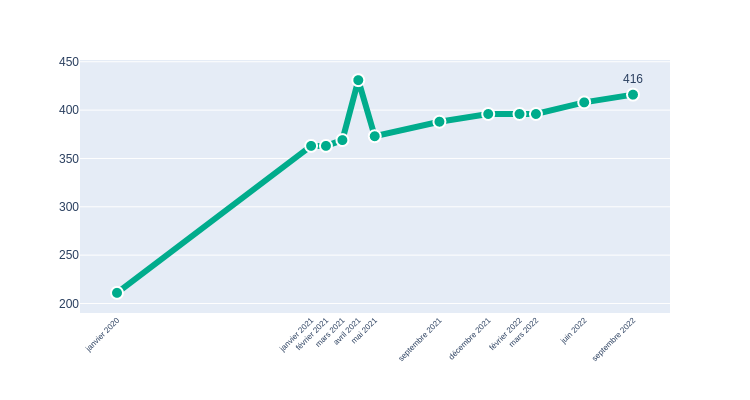 450
400
350
300
250
200
416
janvier 2020
janvier 2021
février 2021
mars 2021
avril 2021
mai 2021
septembre 2021
décembre 2021
février 2022
mars 2022
juin 2022
septembre 2022